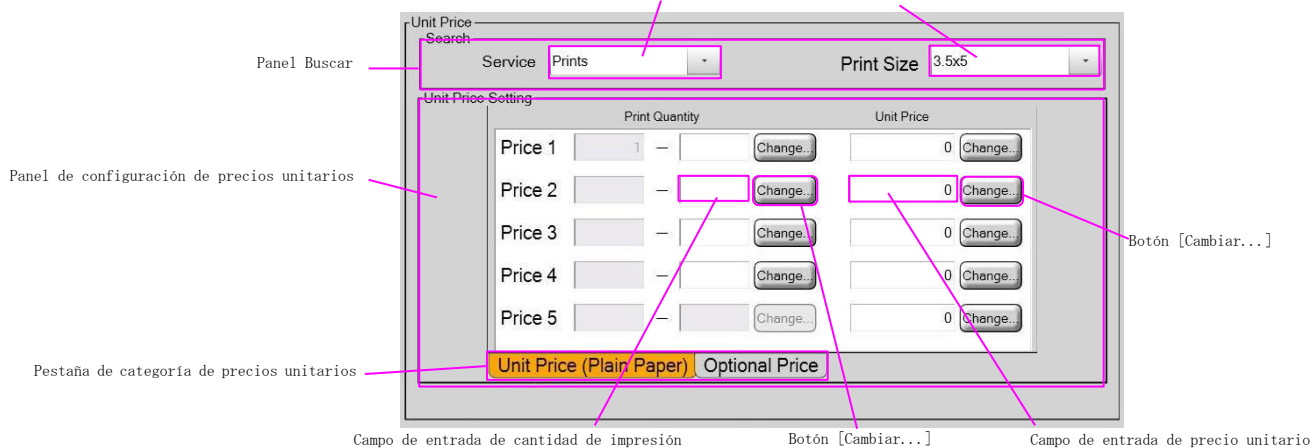 Unit Price
Search
Panel Buscar
Service Prints Print Size 3.5x5
Unit Price Setting
Print Quantity Unit Price
Price 1 1 – Change... 0 Change...
Panel de configuración de precios unitarios
Price 2 – Change... 0 Change...
Price 3 – Change... 0 Change...
Botón [Cambiar...]
Price 4 – Change... 0 Change...
Price 5 – Change... 0 Change...
Pestaña de categoría de precios unitarios
Unit Price (Plain Paper) Optional Price
Campo de entrada de cantidad de impresión Botón [Cambiar...] Campo de entrada de precio unitario